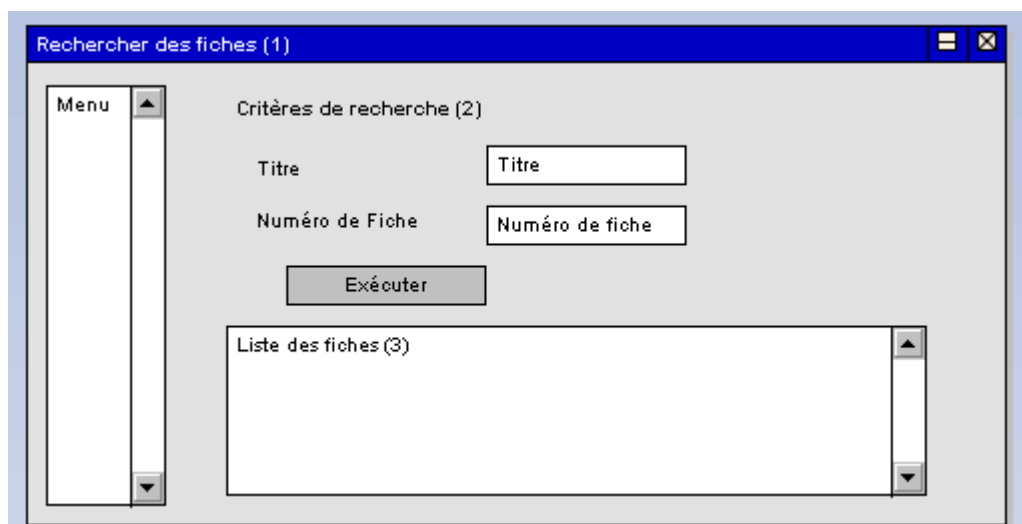 Rechercher des fiches (1)
Menu
Critères de recherche (2)
Titre
Titre
Numéro de Fiche
Numéro de fiche
Exécuter
Liste des fiches (3)